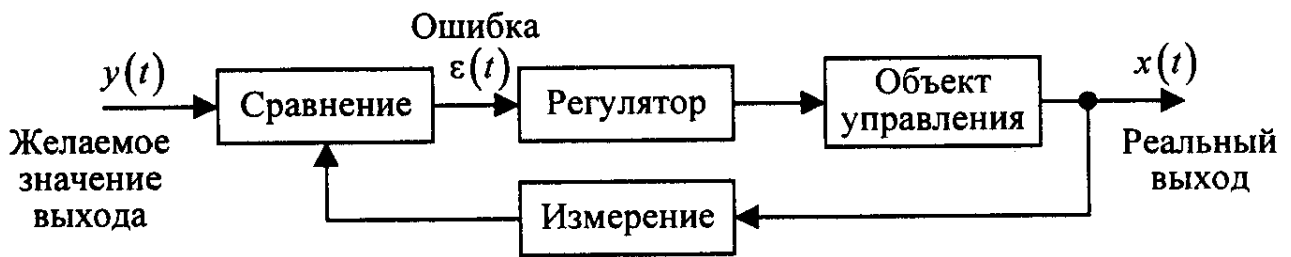 Ошибка
y(t)
ε(t)
x(t)
Сравнение
Регулятор
Объект
управления
Желаемое
значение
выхода
Реальный
выход
Измерение